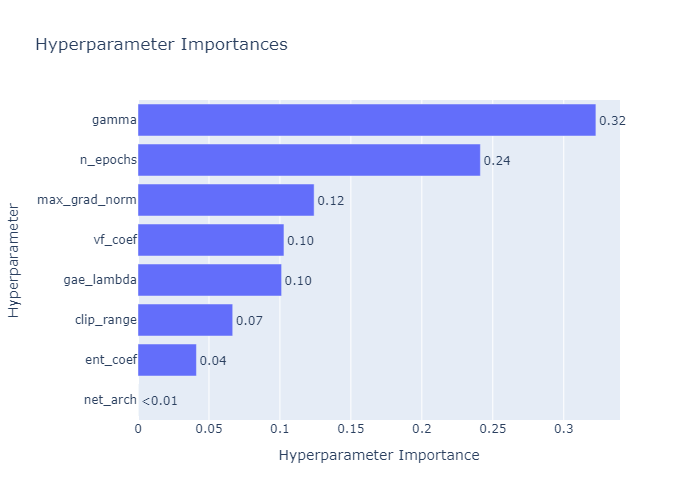 Hyperparameter Importances
Hyperparameter
gamma 0.32
n_epochs 0.24
max_grad_norm 0.12
vf_coef 0.10
gae_lambda 0.10
clip_range 0.07
ent_coef 0.04
net_arch <0.01
0 0.05 0.1 0.15 0.2 0.25 0.3
Hyperparameter Importance